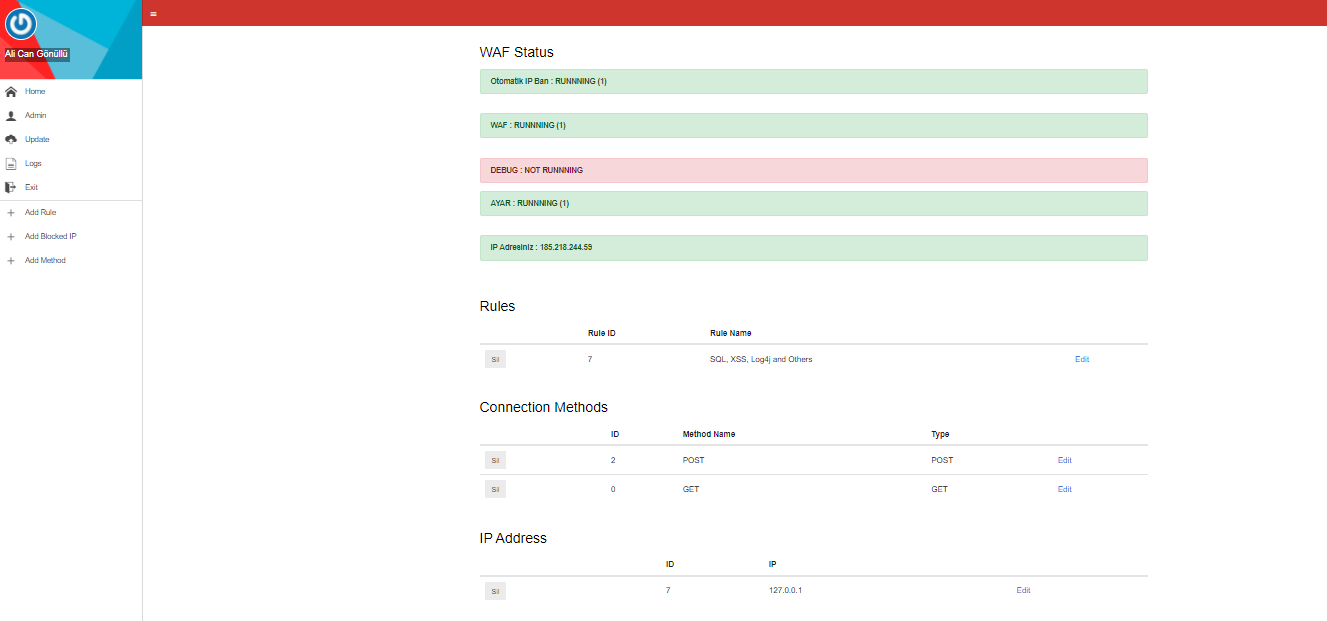 Ali Can Gönüllü
Home
Admin
Update
Logs
Exit
Add Rule
Add Blocked IP
Add Method
WAF Status
Otomatik IP Ban : RUNNNING (1)
WAF : RUNNNING (1)
DEBUG : NOT RUNNNING
AYAR : RUNNNING (1)
IP Adresiniz : 185.218.244.59
Rules
Rule ID Rule Name
Sil 7 SQL, XSS, Log4j and Others Edit
Connection Methods
ID Method Name Type
Sil 2 POST POST Edit
Sil 0 GET GET Edit
IP Address
ID IP
Sil 7 127.0.0.1 Edit